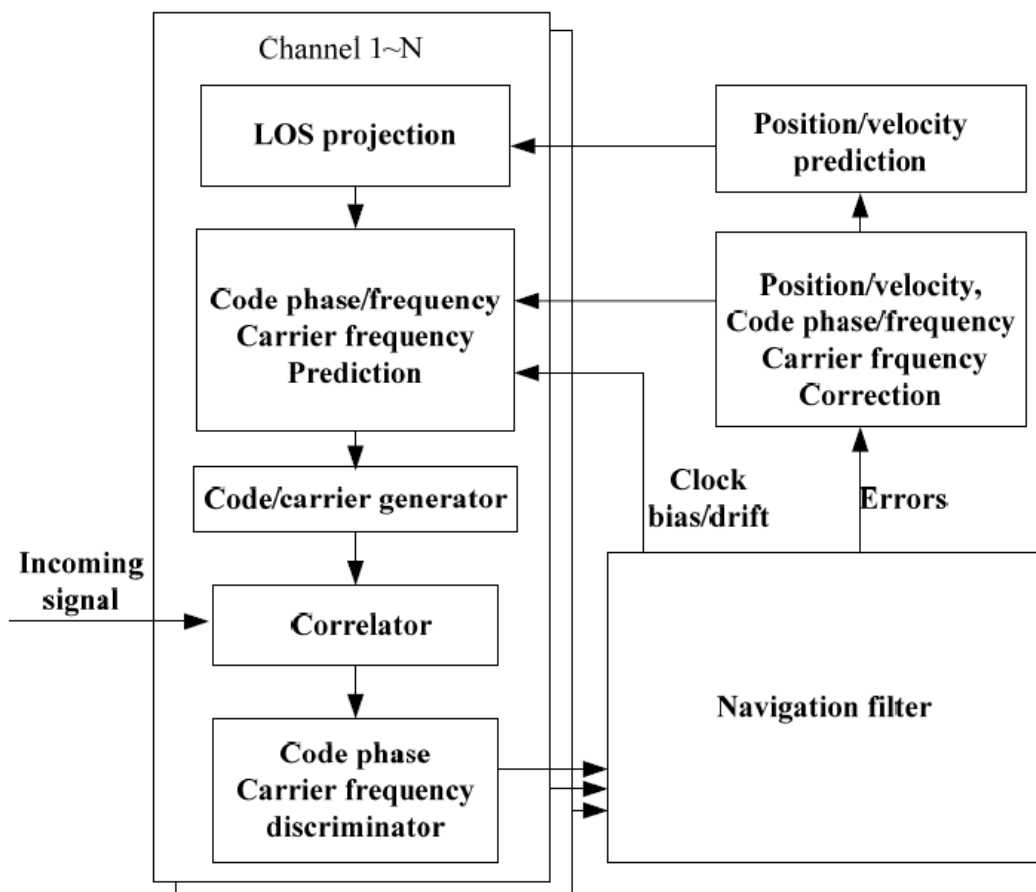 Channel 1~N
LOS projection
Position/velocity
prediction
Code phase/frequency
Carrier frequency
Prediction
Position/velocity,
Code phase/frequency
Carrier frquency
Correction
Code/carrier generator
Clock
bias/drift
Errors
Incoming
signal
Correlator
Navigation filter
Code phase
Carrier frequency
discriminator